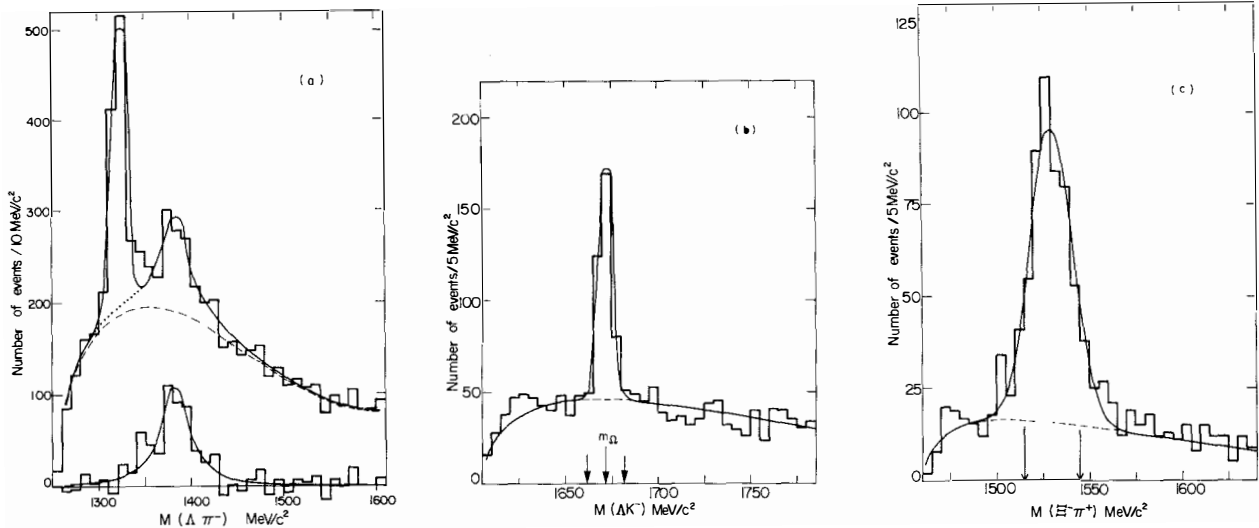 500
400
300
200
100
0
Number of events / 10 MeV/c²
(a)
1300 1400 1500 1600
M (Λ π⁻) MeV/c²
200
150
100
50
0
Number of events/5 MeV/c²
(b)
mΩ
1650 1700 1750
M (ΛK⁻) MeV/c²
125
100
75
50
25
0
Number of events /5 MeV/c²
(c)
1500 1550 1600
M (Ξ⁻π⁺) MeV/c²